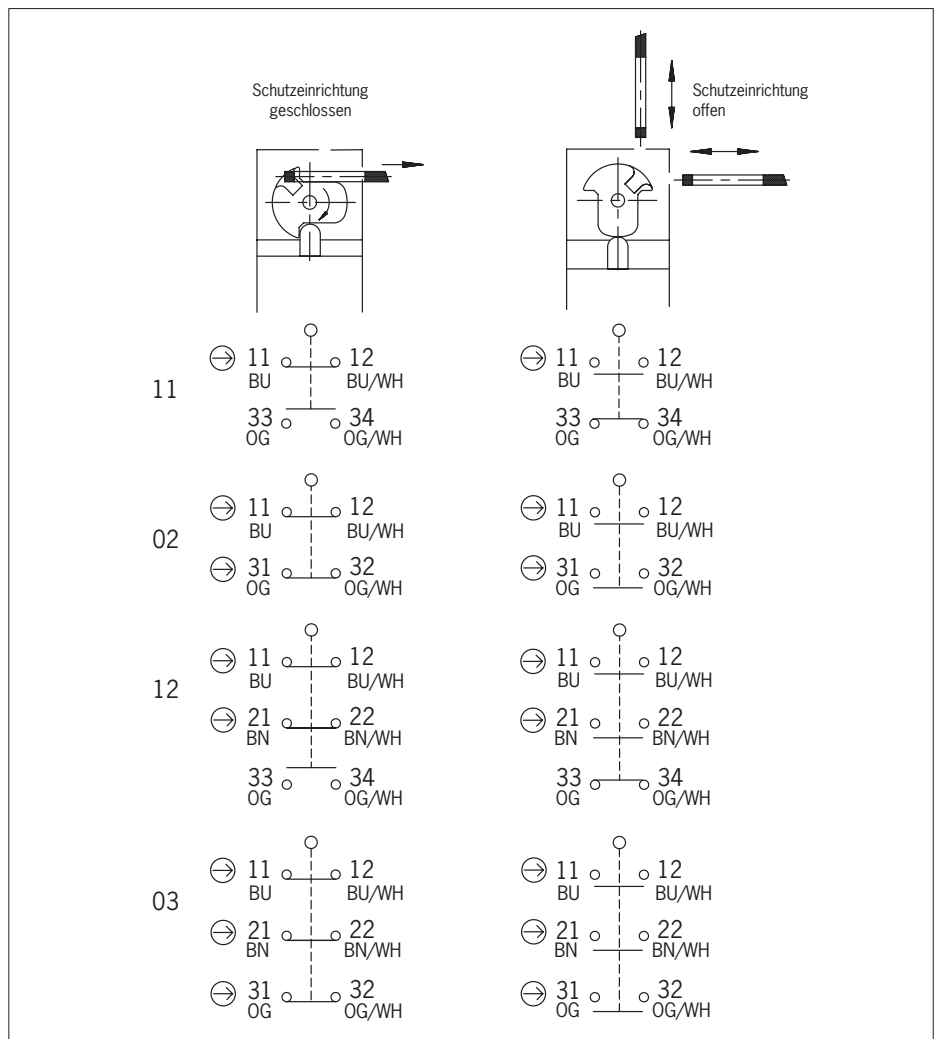 Schutzeinrichtung
geschlossen
Schutzeinrichtung
offen
11
11 12
BU BU/WH
33 34
OG OG/WH
11 12
BU BU/WH
33 34
OG OG/WH
02
11 12
BU BU/WH
31 32
OG OG/WH
11 12
BU BU/WH
31 32
OG OG/WH
12
11 12
BU BU/WH
21 22
BN BN/WH
33 34
OG OG/WH
11 12
BU BU/WH
21 22
BN BN/WH
33 34
OG OG/WH
03
11 12
BU BU/WH
21 22
BN BN/WH
31 32
OG OG/WH
11 12
BU BU/WH
21 22
BN BN/WH
31 32
OG OG/WH